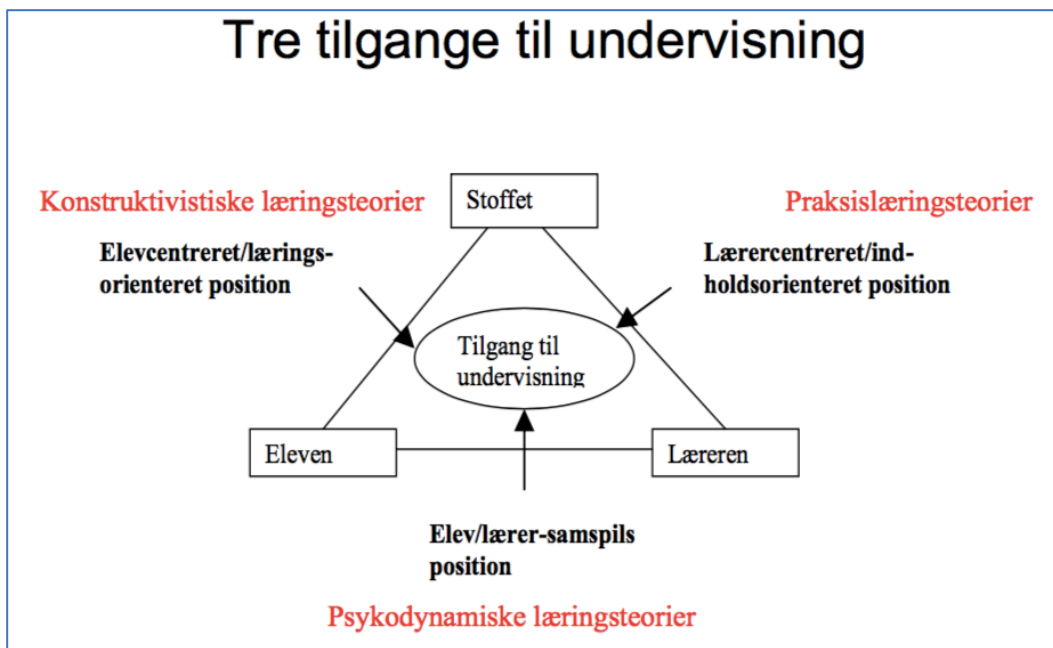 Tre tilgange til undervisning
Konstruktivistiske læringsteorier
Elevcentreret/lærings-
orienteret position
Stoffet
Praksislæringsteorier
Lærercentreret/ind-
holdsorienteret position
Tilgang til
undervisning
Eleven
Læreren
Elev/lærer-samspils
position
Psykodynamiske læringsteorier